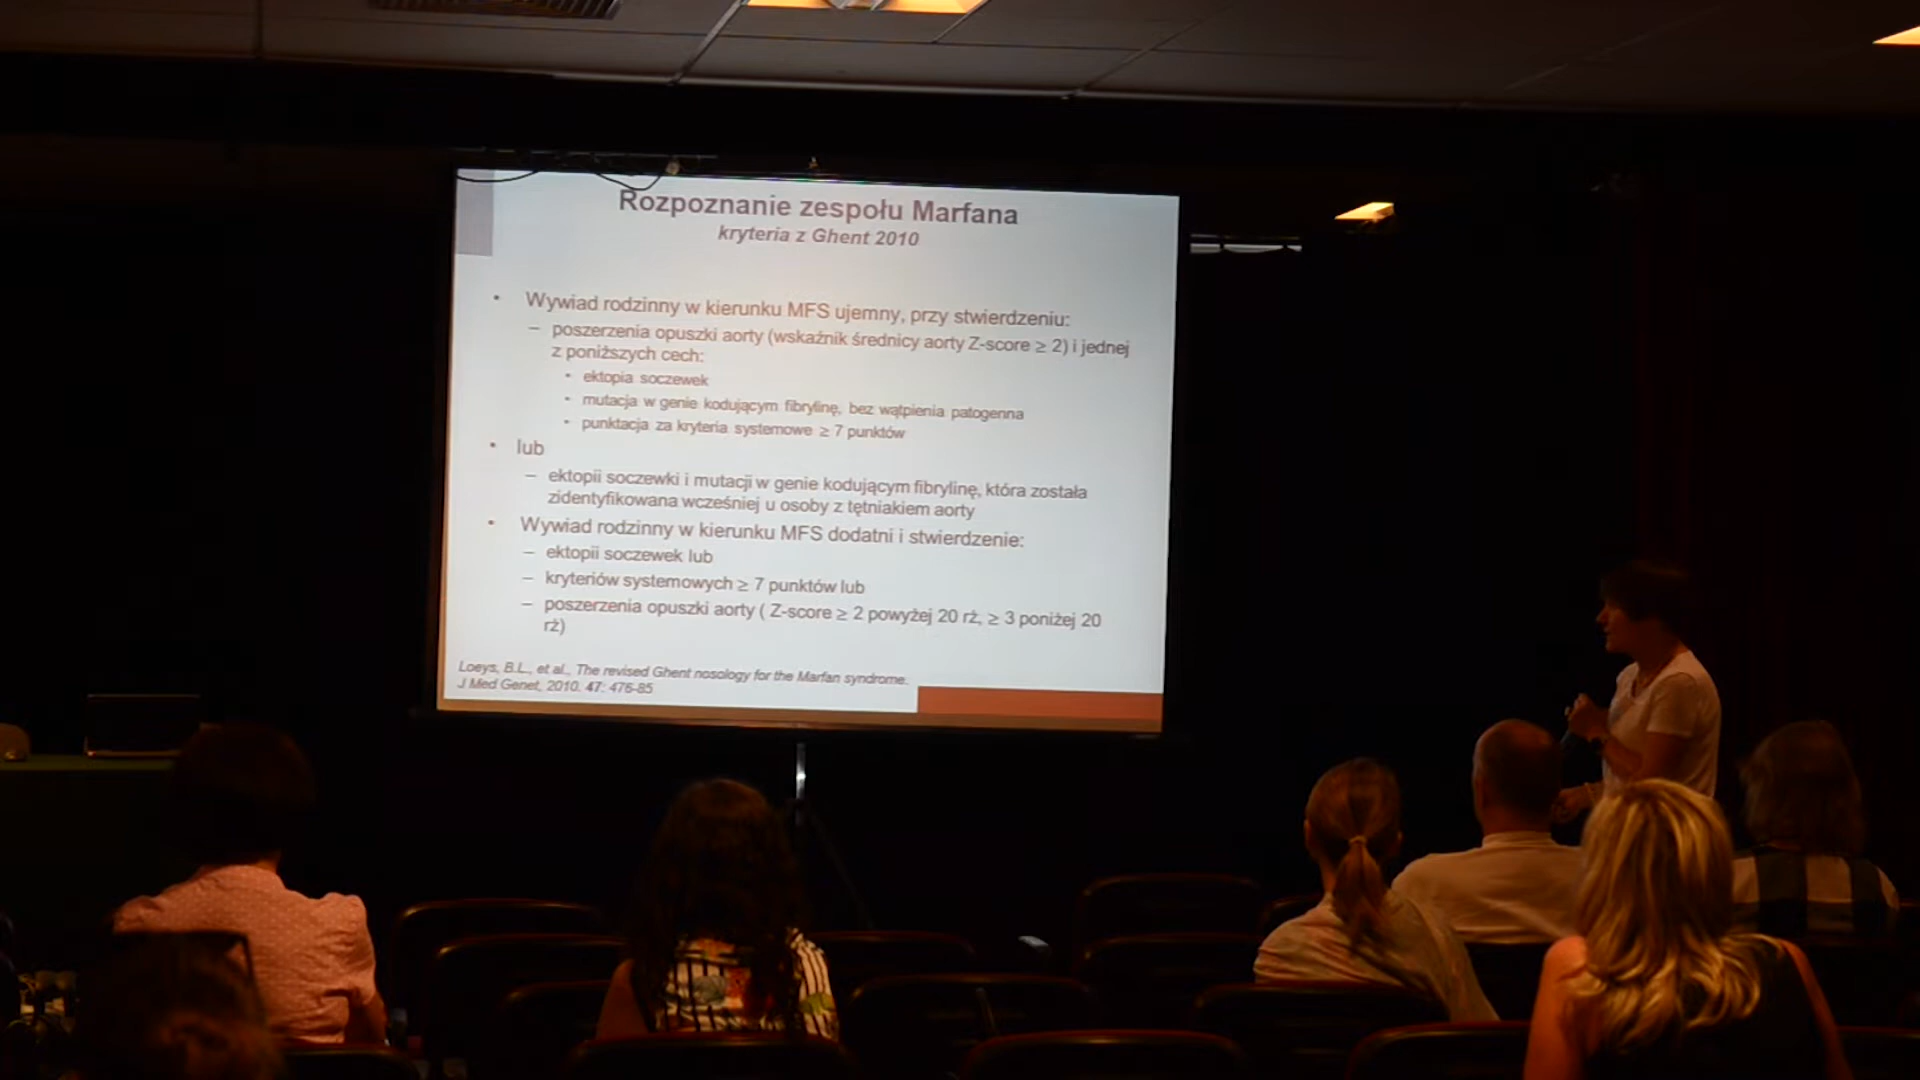 Rozpoznanie zespołu Marfana
kryteria z Ghent 2010
• Wywiad rodzinny w kierunku MFS ujemny, przy stwierdzeniu:
– poszerzenia opuszki aorty (wskaźnik średnicy aorty Z-score ≥ 2) i jednej
z poniższych cech:
• ektopia soczewek
• mutacja w genie kodującym fibrylinę, bez wątpienia patogenna
• punktacja za kryteria systemowe ≥ 7 punktów
• lub
– ektopii soczewki i mutacji w genie kodującym fibrylinę, która została
zidentyfikowana wcześniej u osoby z tętniakiem aorty
• Wywiad rodzinny w kierunku MFS dodatni i stwierdzenie:
– ektopii soczewek lub
– kryteriów systemowych ≥ 7 punktów lub
– poszerzenia opuszki aorty ( Z-score ≥ 2 powyżej 20 rż, ≥ 3 poniżej 20
rż)
Loeys, B.L., et al., The revised Ghent nosology for the Marfan syndrome.
J Med Genet, 2010. 47: 476-85